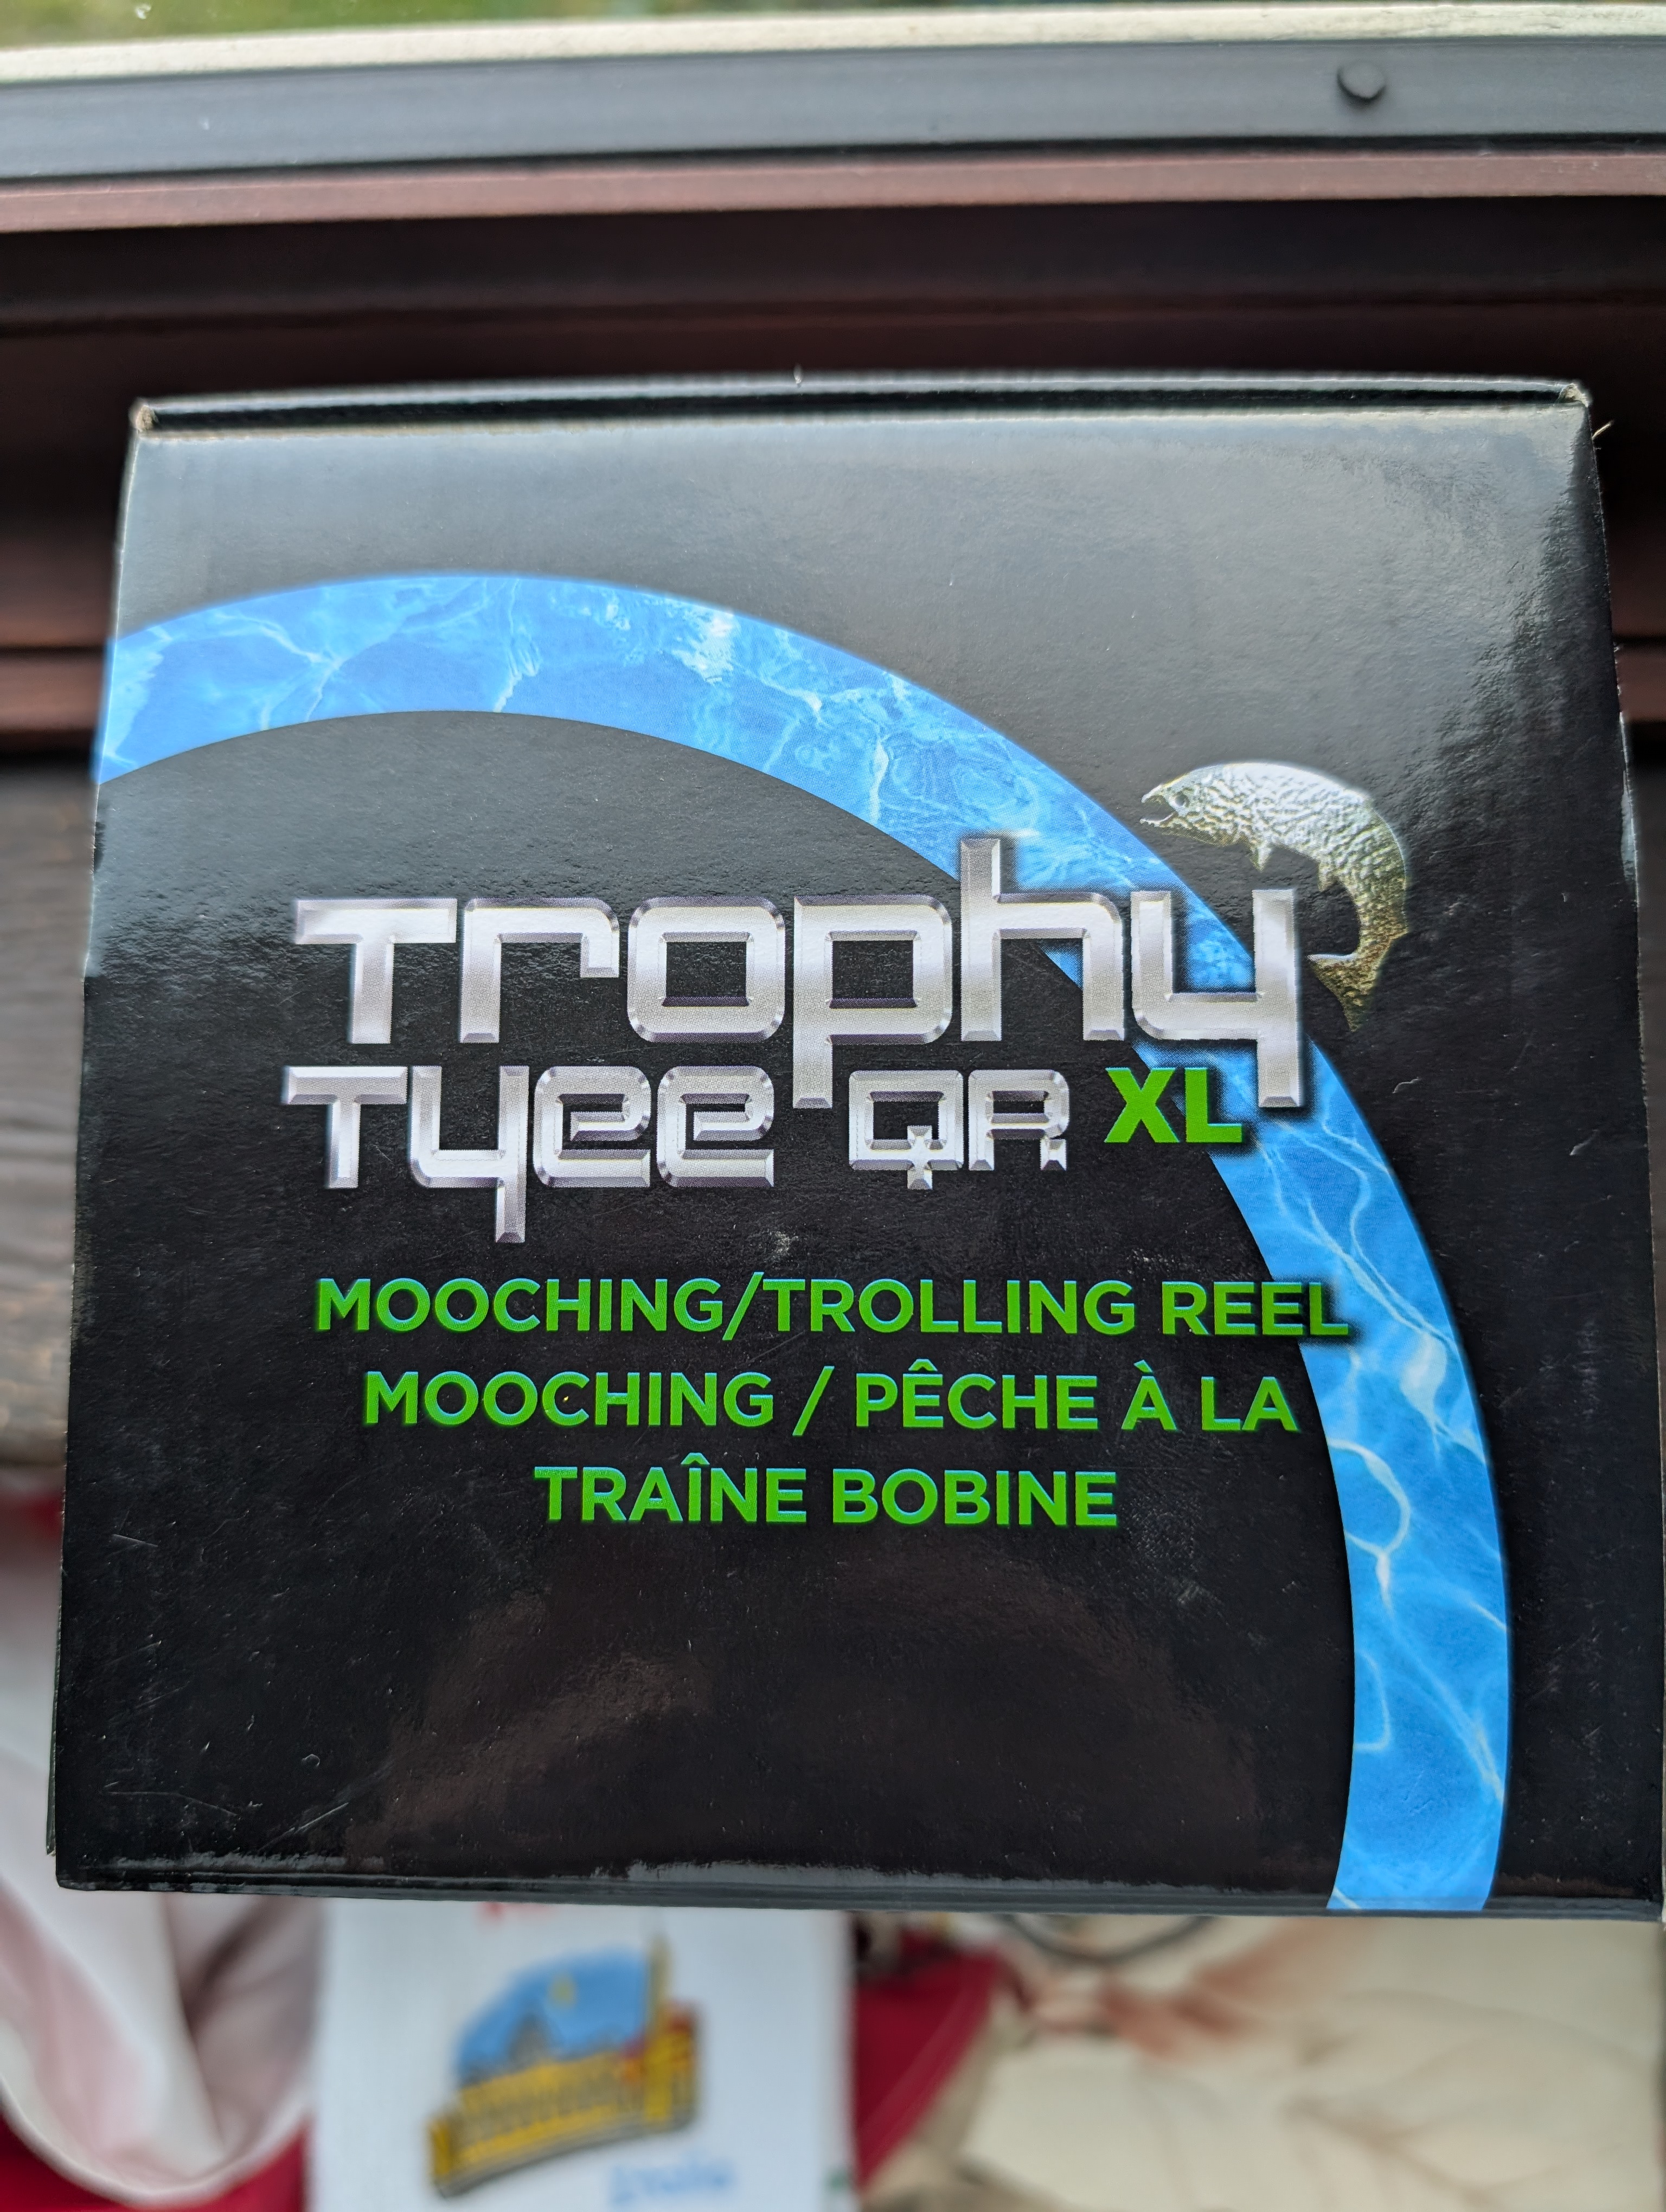 Trophy
Tyee QR XL
MOOCHING/TROLLING REEL
MOOCHING / PÊCHE À LA
TRAÎNE BOBINE